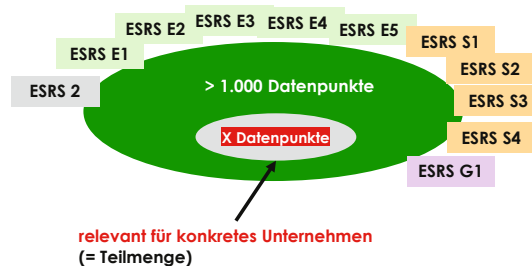 ESRS 2
ESRS E1
ESRS E2
ESRS E3
ESRS E4
ESRS E5
ESRS S1
ESRS S2
ESRS S3
ESRS S4
ESRS G1
> 1.000 Datenpunkte
X Datenpunkte
relevant für konkretes Unternehmen
(= Teilmenge)